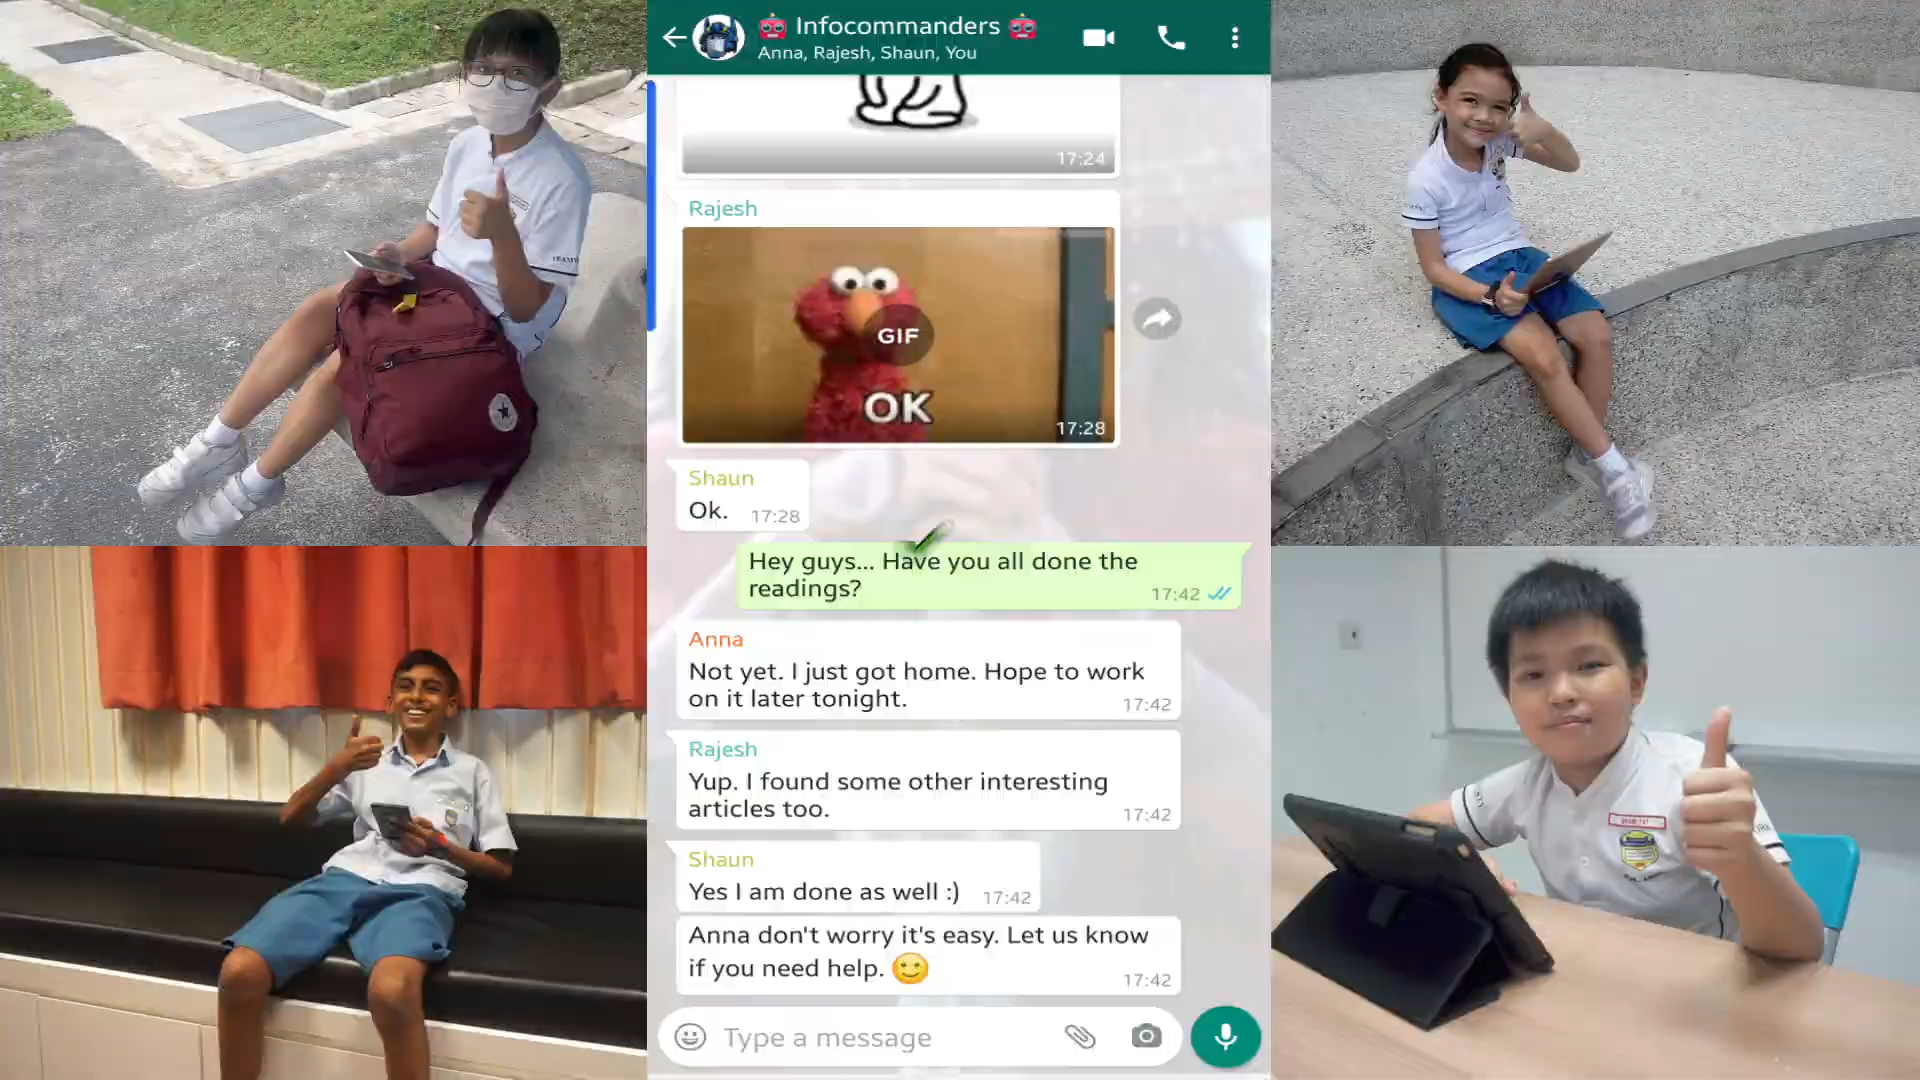 Infocommanders
Anna, Rajesh, Shaun, You
17:24
Rajesh
GIF
OK
17:28
Shaun
Ok.
17:28
Hey guys... Have you all done the
readings?
17:42
Anna
Not yet. I just got home. Hope to work
on it later tonight.
17:42
Rajesh
Yup. I found some other interesting
articles too.
17:42
Shaun
Yes I am done as well :)
17:42
Anna don't worry it's easy. Let us know
if you need help.
17:42
Type a message